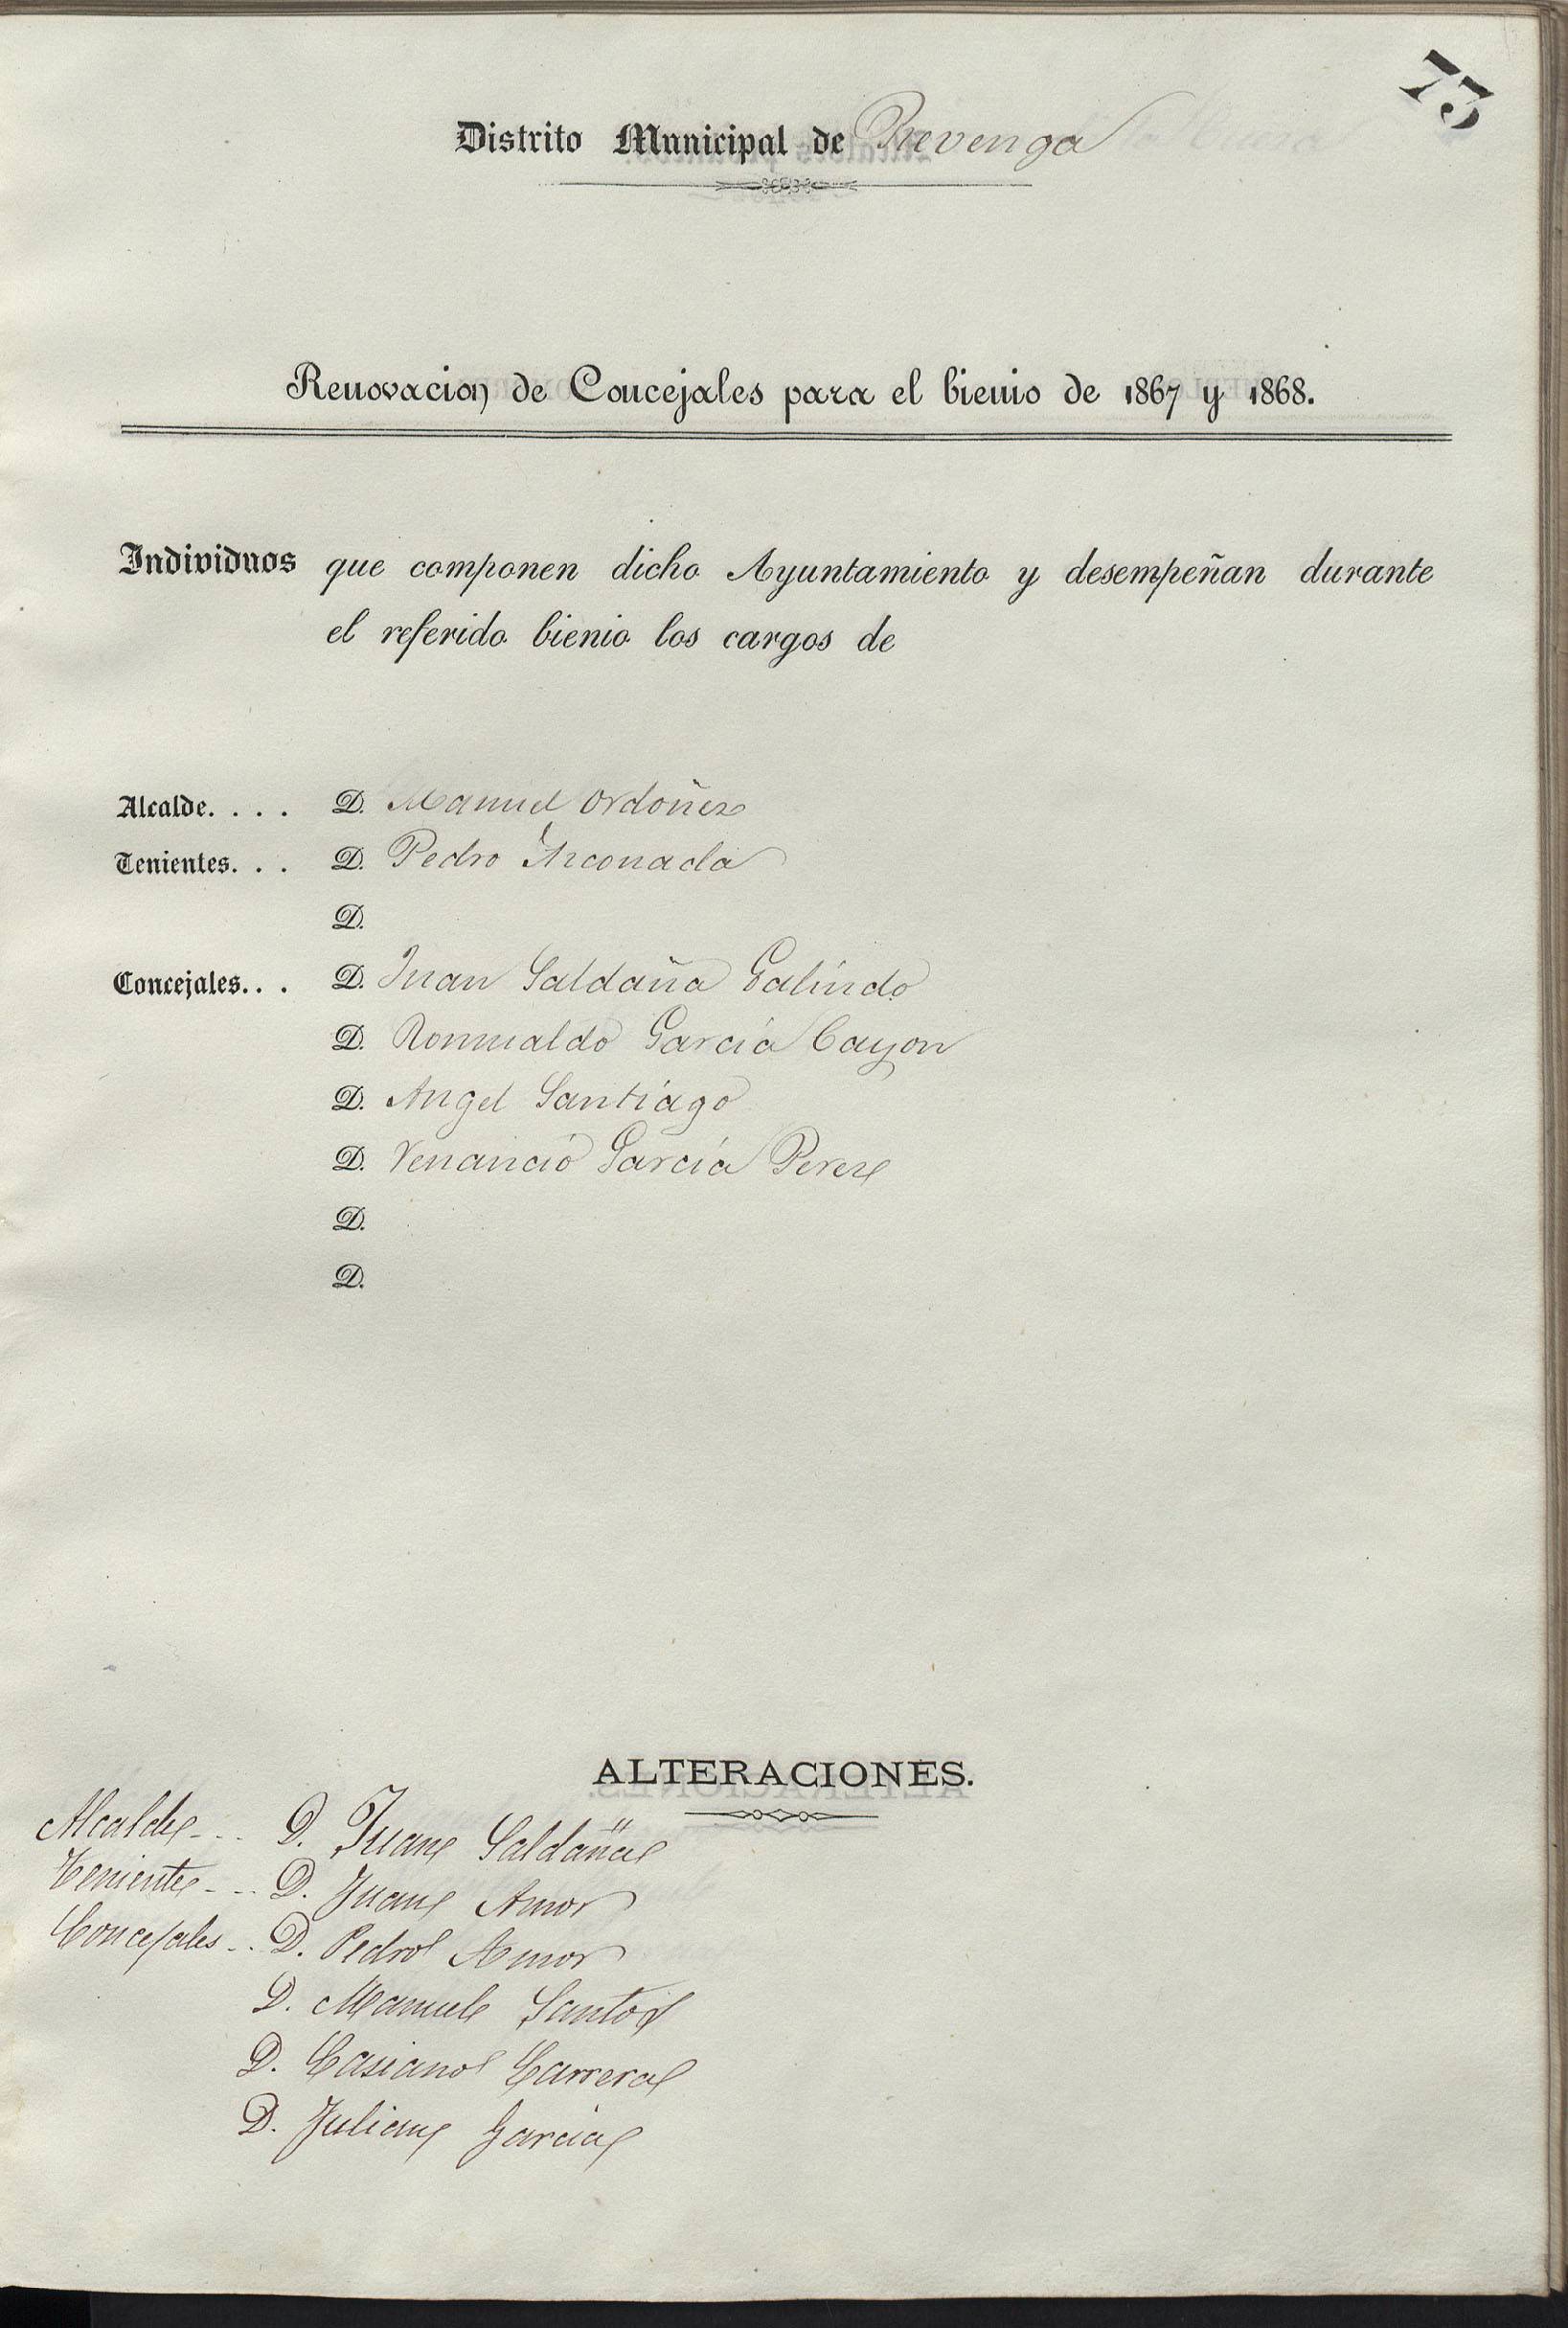 73
Distrito Municipal de Revenga
Renovacion de Concejales para el bienio de 1867 y 1868.
Individuos que componen dicho Ayuntamiento y desempeñan durante
el referido bienio los cargos de
Alcalde. . . . D. Manuel Ordoñez
Tenientes. . . D. Pedro Arconada
D.
Concejales. . . D. Juan Saldaña Galindo
D. Romualdo Garcia Cayon
D. Angel Santiago
D. Venancio Garcia Perez
D.
D.
ALTERACIONES.
Alcalde - . . D. Juan Saldaña
Teniente - . . D. Juan Amor
Concejales - . . D. Pedro Amor
D. Manuel Santos
D. Casiano Carrera
D. Julian Garcia